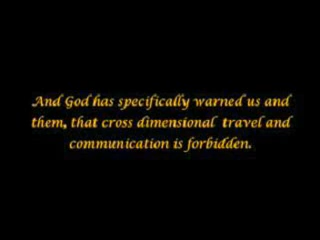 And God has specifically warned us and
them, that cross dimensional travel and
communication is forbidden.